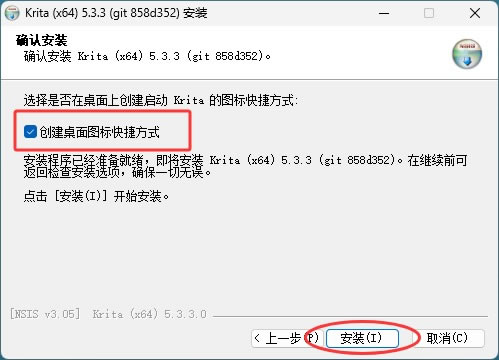 Krita (x64) 5.3.3 (git 858d352) 安装
确认安装
确认安装 Krita (x64) 5.3.3 (git 858d352)。
选择是否在桌面上创建启动 Krita 的图标快捷方式:
创建桌面图标快捷方式
安装程序已经准备就绪，即将安装 Krita (x64) 5.3.3 (git 858d352)。在继续前可
返回检查安装选项，确保一切无误。
点击 [安装(I)] 开始安装。
[NSIS v3.05] Krita (x64) 5.3.3.0
< 上一步(P) 安装(I) 取消(C)